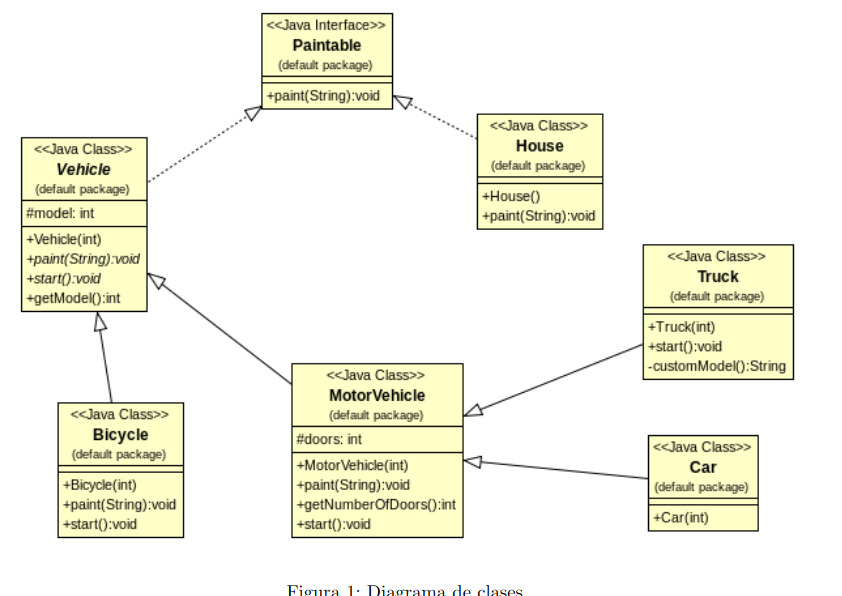 <<Java Interface>>
Paintable
(default package)
+paint(String):void
<<Java Class>>
House
(default package)
+House()
+paint(String):void
<<Java Class>>
Vehicle
(default package)
#model: int
+Vehicle(int)
+paint(String):void
+start():void
+getModel():int
<<Java Class>>
Truck
(default package)
+Truck(int)
+start():void
-customModel():String
<<Java Class>>
MotorVehicle
(default package)
#doors: int
+MotorVehicle(int)
+paint(String):void
+getNumberOfDoors():int
+start():void
<<Java Class>>
Bicycle
(default package)
+Bicycle(int)
+paint(String):void
+start():void
<<Java Class>>
Car
(default package)
+Car(int)
Figura 1: Diagrama de clases